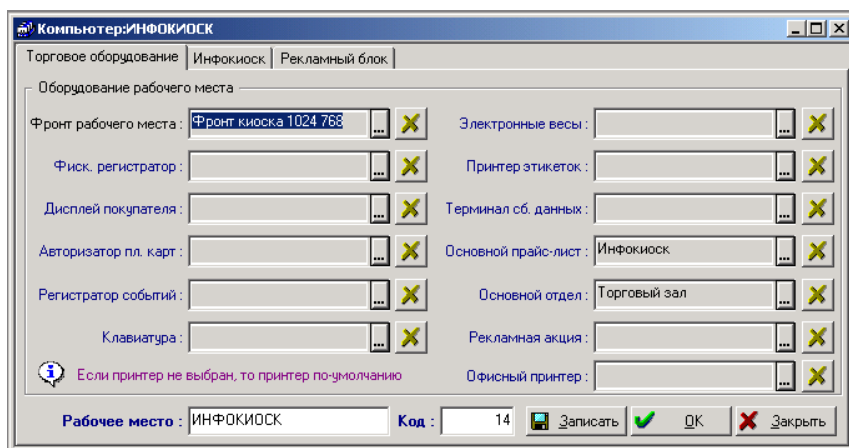 Компьютер:ИНФОКИОСК
Торговое оборудование Инфокиоск Рекламный блок
Оборудование рабочего места
Фронт рабочего места : Фронт киоска 1024 768 ... Электронные весы : ...
Фиск. регистратор : ... Принтер этикеток : ...
Дисплей покупателя : ... Терминал сб. данных : ...
Авторизатор пл. карт : ... Основной прайс-лист : Инфокиоск ...
Регистратор событий : ... Основной отдел : Торговый зал ...
Клавиатура : ... Рекламная акция : ...
Если принтер не выбран, то принтер по-умолчанию Офисный принтер : ...
Рабочее место : ИНФОКИОСК Код : 14 Записать OK Закрыть